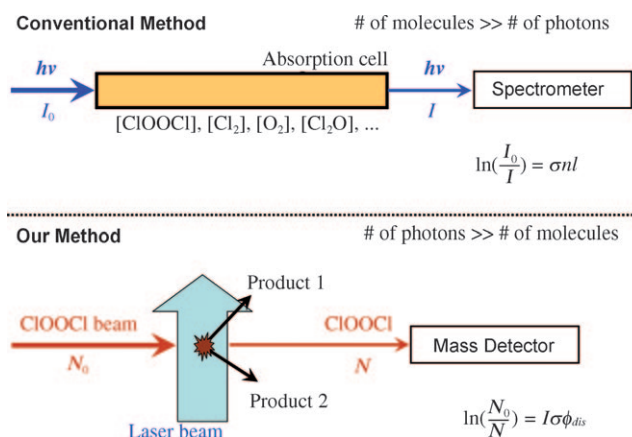 Conventional Method # of molecules >> # of photons
Absorption cell
hν hν
I₀ I
Spectrometer
[ClOOCl], [Cl₂], [O₂], [Cl₂O], ...
ln(I₀/I) = σnl
Our Method # of photons >> # of molecules
Product 1
ClOOCl beam ClOOCl
N₀ N
Mass Detector
Product 2
Laser beam
ln(N₀/N) = Iσϕdis